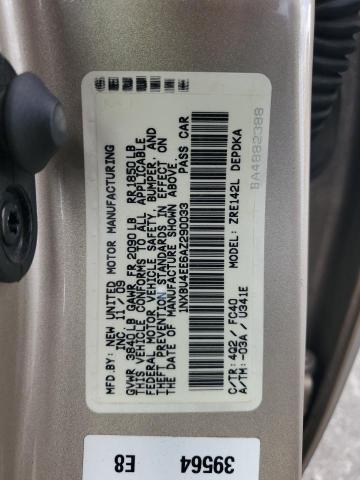 MFD.BY: NEW UNITED MOTOR MANUFACTURING
INC. 11/09
GVWR 3840LB GAWR FR 2090LB RR 1850LB
THIS VEHICLE CONFORMS TO ALL APPLICABLE
FEDERAL MOTOR VEHICLE SAFETY, BUMPER, AND
THEFT PREVENTION STANDARDS IN EFFECT ON
THE DATE OF MANUFACTURE SHOWN ABOVE.
1NXBU4EE6AZ290033 PASS CAR
C/TR: 4Q2 / FC40 MODEL: ZRE142L DEPDKA
A/TM: -03A / U341E
BA4882388
39564
E8